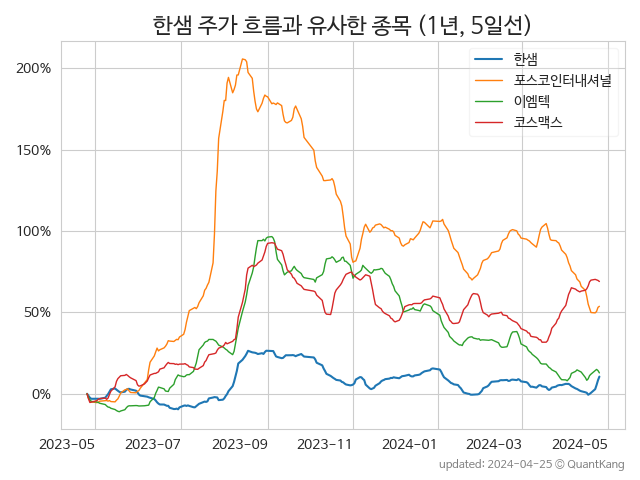 한샘 주가 흐름과 유사한 종목 (1년, 5일선)
한샘
포스코인터내셔널
이엠텍
코스맥스
200%
150%
100%
50%
0%
2023-05 2023-07 2023-09 2023-11 2024-01 2024-03 2024-05
updated: 2024-04-25 © QuantKang